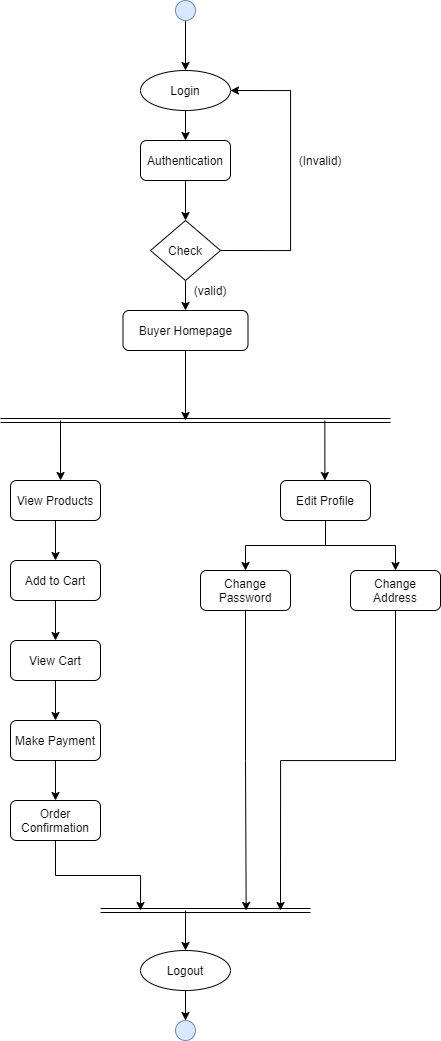 Login
Authentication
(Invalid)
Check
(valid)
Buyer Homepage
View Products
Edit Profile
Add to Cart
Change
Password
Change
Address
View Cart
Make Payment
Order
Confirmation
Logout